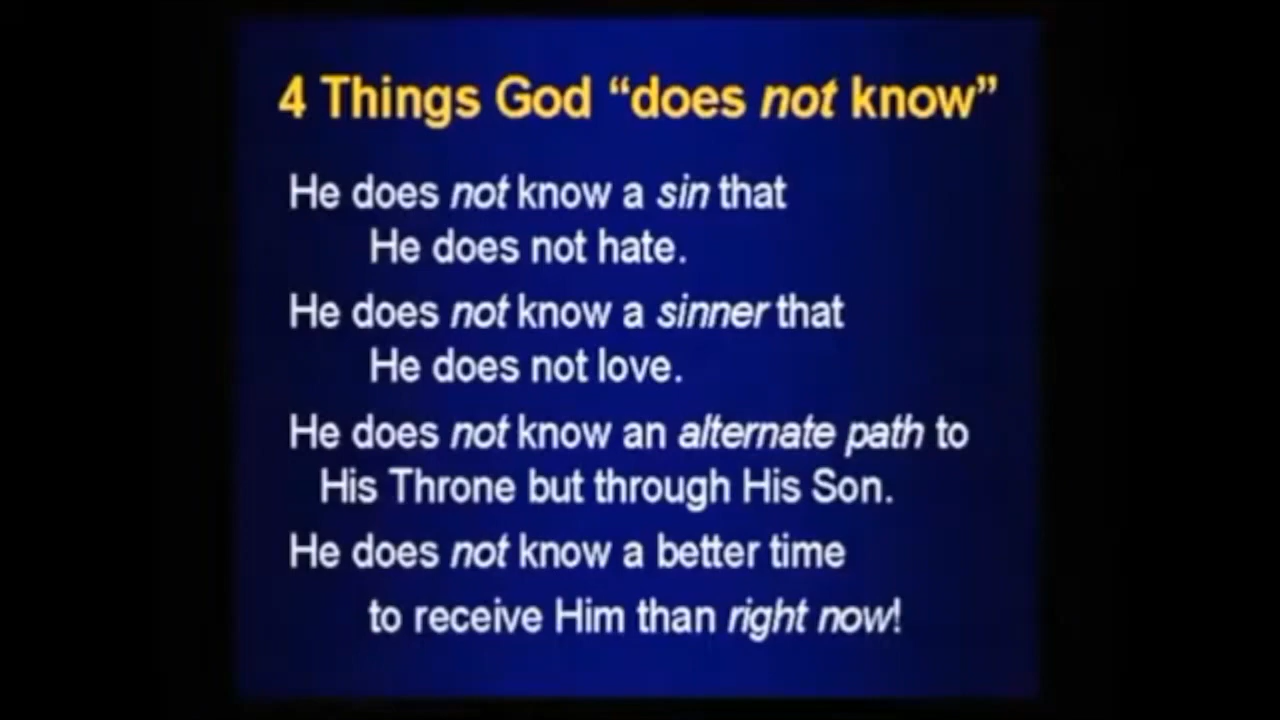 4 Things God “does not know”
He does not know a sin that
He does not hate.
He does not know a sinner that
He does not love.
He does not know an alternate path to
His Throne but through His Son.
He does not know a better time
to receive Him than right now!